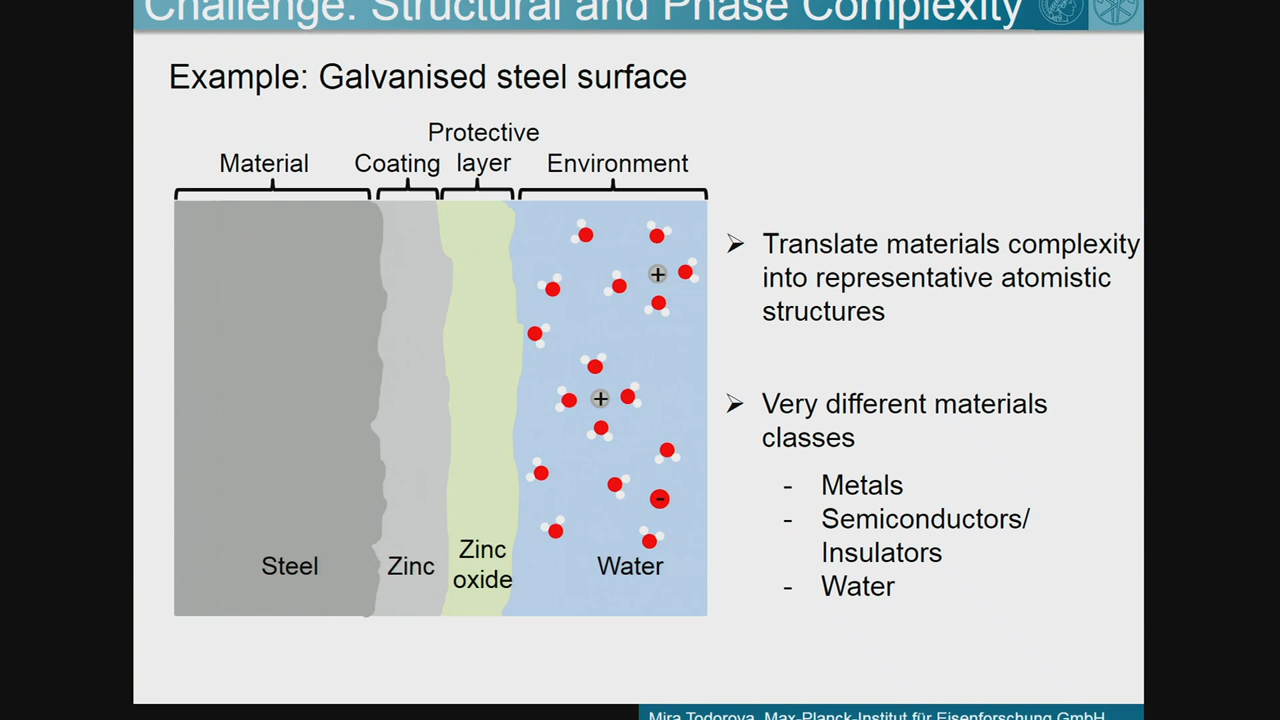 Challenge: Structural and Phase Complexity
Example: Galvanised steel surface
Material
Coating
Protective
layer
Environment
Steel
Zinc
Zinc
oxide
Water
+
+
-
➢ Translate materials complexity
into representative atomistic
structures
➢ Very different materials
classes
- Metals
- Semiconductors/
Insulators
- Water
Mira Todorova, Max-Planck-Institut für Eisenforschung GmbH